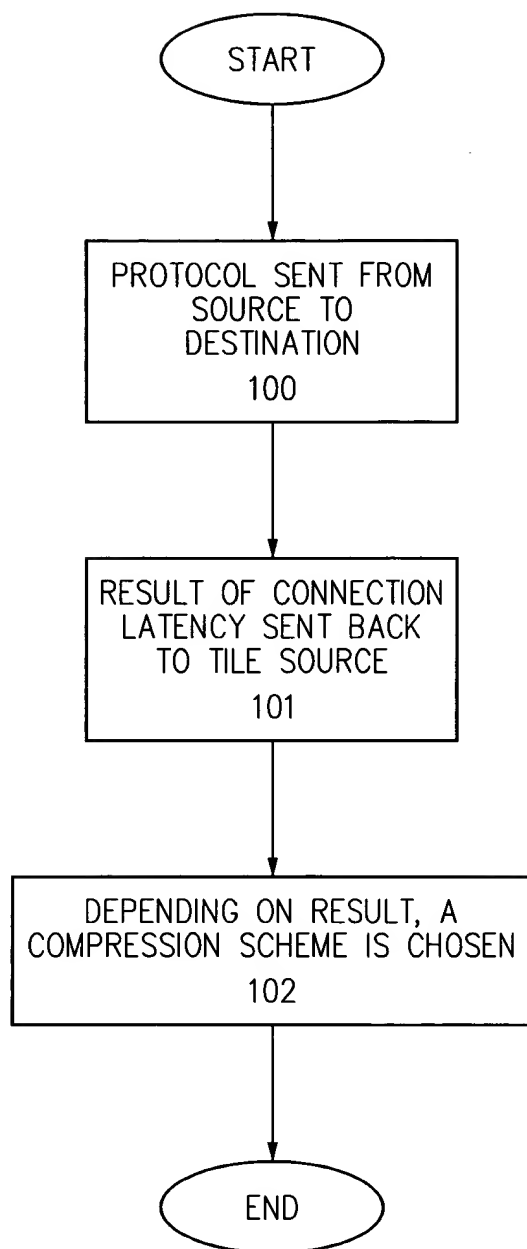 START
PROTOCOL SENT FROM
SOURCE TO
DESTINATION
100
RESULT OF CONNECTION
LATENCY SENT BACK
TO TILE SOURCE
101
DEPENDING ON RESULT, A
COMPRESSION SCHEME IS CHOSEN
102
END